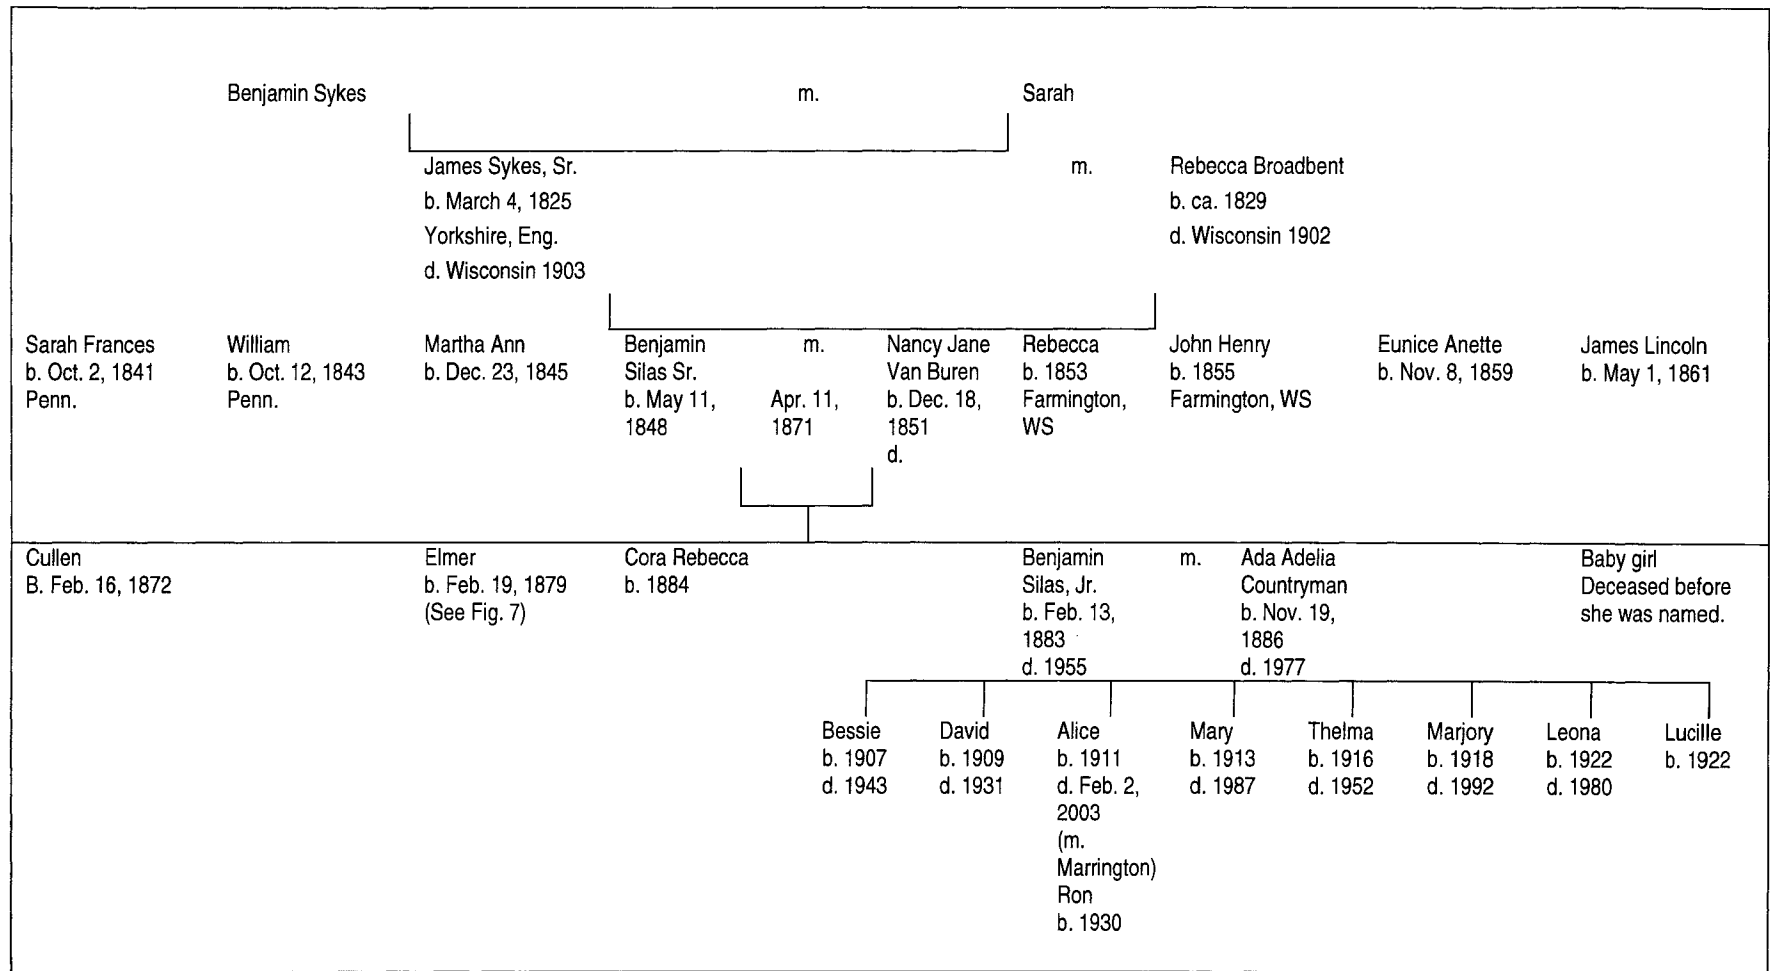 Benjamin Sykes m. Sarah
James Sykes, Sr. m. Rebecca Broadbent
b. March 4, 1825 b. ca. 1829
Yorkshire, Eng. d. Wisconsin 1902
d. Wisconsin 1903
Sarah Frances
b. Oct. 2, 1841
Penn.
William
b. Oct. 12, 1843
Penn.
Martha Ann
b. Dec. 23, 1845
Benjamin
Silas Sr.
b. May 11,
1848
m.
Apr. 11,
1871
Nancy Jane
Van Buren
b. Dec. 18,
1851
d.
Rebecca
b. 1853
Farmington,
WS
John Henry
b. 1855
Farmington, WS
Eunice Anette
b. Nov. 8, 1859
James Lincoln
b. May 1, 1861
Cullen
B. Feb. 16, 1872
Elmer
b. Feb. 19, 1879
(See Fig. 7)
Cora Rebecca
b. 1884
Benjamin
Silas, Jr.
b. Feb. 13,
1883
d. 1955
m.
Ada Adelia
Countryman
b. Nov. 19,
1886
d. 1977
Baby girl
Deceased before
she was named.
Bessie
b. 1907
d. 1943
David
b. 1909
d. 1931
Alice
b. 1911
d. Feb. 2,
2003
(m.
Marrington)
Ron
b. 1930
Mary
b. 1913
d. 1987
Thelma
b. 1916
d. 1952
Marjory
b. 1918
d. 1992
Leona
b. 1922
d. 1980
Lucille
b. 1922